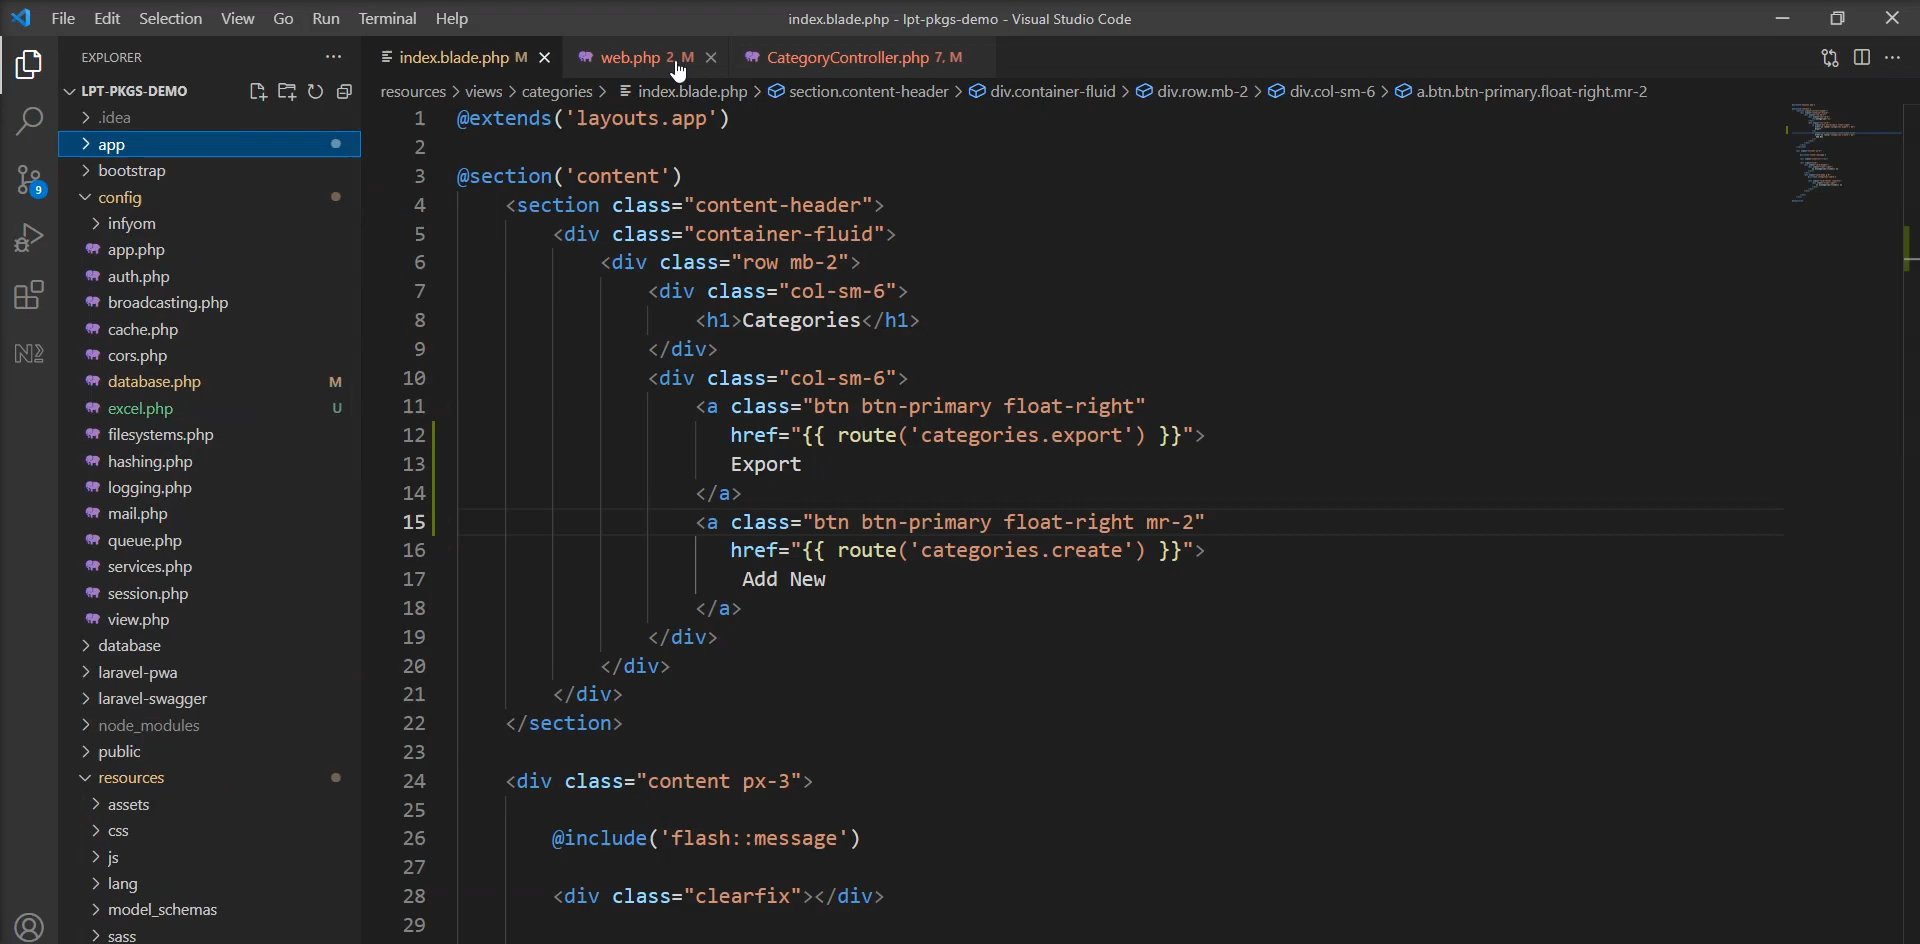 File Edit Selection View Go Run Terminal Help
index.blade.php - lpt-pkgs-demo - Visual Studio Code
EXPLORER
index.blade.php M
web.php 2, M
CategoryController.php 7, M
LPT-PKGS-DEMO
resources > views > categories > index.blade.php > section.content-header > div.container-fluid > div.row.mb-2 > div.col-sm-6 > a.btn.btn-primary.float-right.mr-2
.idea
app
bootstrap
config
infyom
app.php
auth.php
broadcasting.php
cache.php
cors.php
database.php M
excel.php U
filesystems.php
hashing.php
logging.php
mail.php
queue.php
services.php
session.php
view.php
database
laravel-pwa
laravel-swagger
node_modules
public
resources
assets
css
js
lang
model_schemas
sass
9
1 @extends('layouts.app')
2
3 @section('content')
4 <section class="content-header">
5 <div class="container-fluid">
6 <div class="row mb-2">
7 <div class="col-sm-6">
8 <h1>Categories</h1>
9 </div>
10 <div class="col-sm-6">
11 <a class="btn btn-primary float-right"
12 href="{{ route('categories.export') }}">
13 Export
14 </a>
15 <a class="btn btn-primary float-right mr-2"
16 href="{{ route('categories.create') }}">
17 Add New
18 </a>
19 </div>
20 </div>
21 </div>
22 </section>
23
24 <div class="content px-3">
25
26 @include('flash::message')
27
28 <div class="clearfix"></div>
29